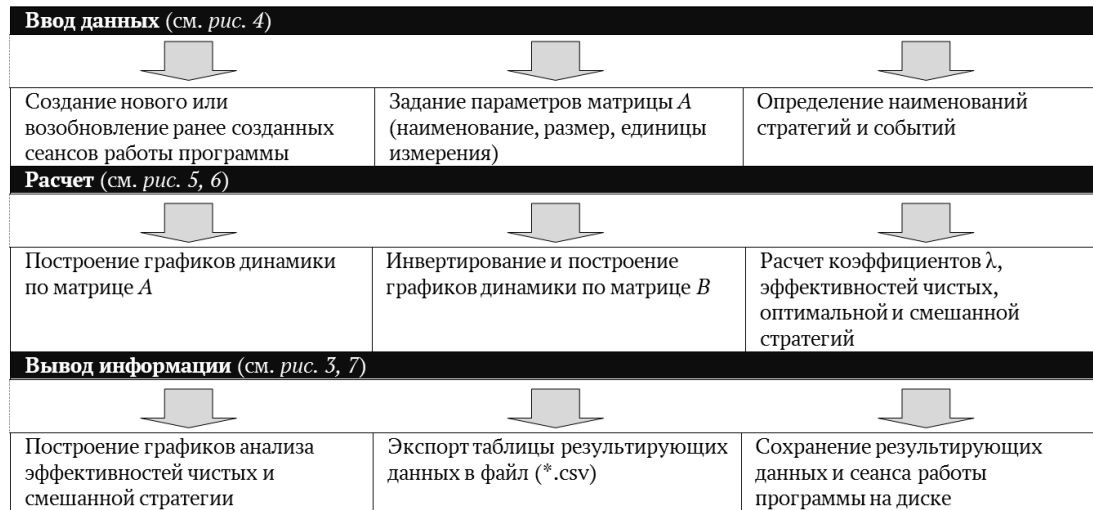 Ввод данных (см. рис. 4)
Создание нового или
возобновление ранее созданных
сеансов работы программы
Задание параметров матрицы A
(наименование, размер, единицы
измерения)
Определение наименований
стратегий и событий
Расчет (см. рис. 5, 6)
Построение графиков динамики
по матрице A
Инвертирование и построение
графиков динамики по матрице B
Расчет коэффициентов λ,
эффективностей чистых,
оптимальной и смешанной
стратегий
Вывод информации (см. рис. 3, 7)
Построение графиков анализа
эффективностей чистых и
смешанной стратегии
Экспорт таблицы результирующих
данных в файл (*.csv)
Сохранение результирующих
данных и сеанса работы
программы на диске